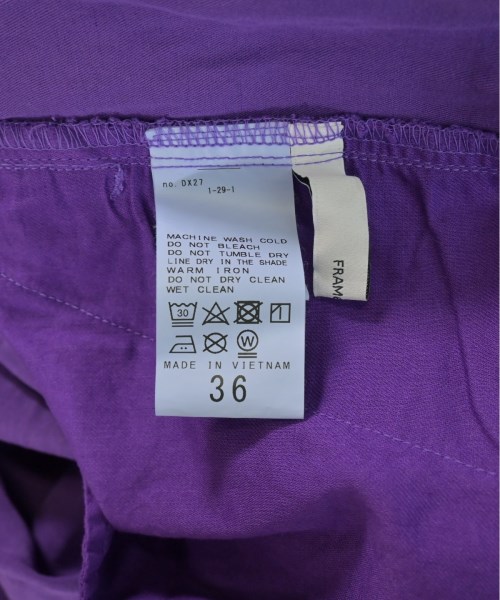 no. DX27
1-29-1
MACHINE WASH COLD
DO NOT BLEACH
DO NOT TUMBLE DRY
LINE DRY IN THE SHADE
WARM IRON
DO NOT DRY CLEAN
WET CLEAN
30
W
MADE IN VIETNAM
36
FRAM